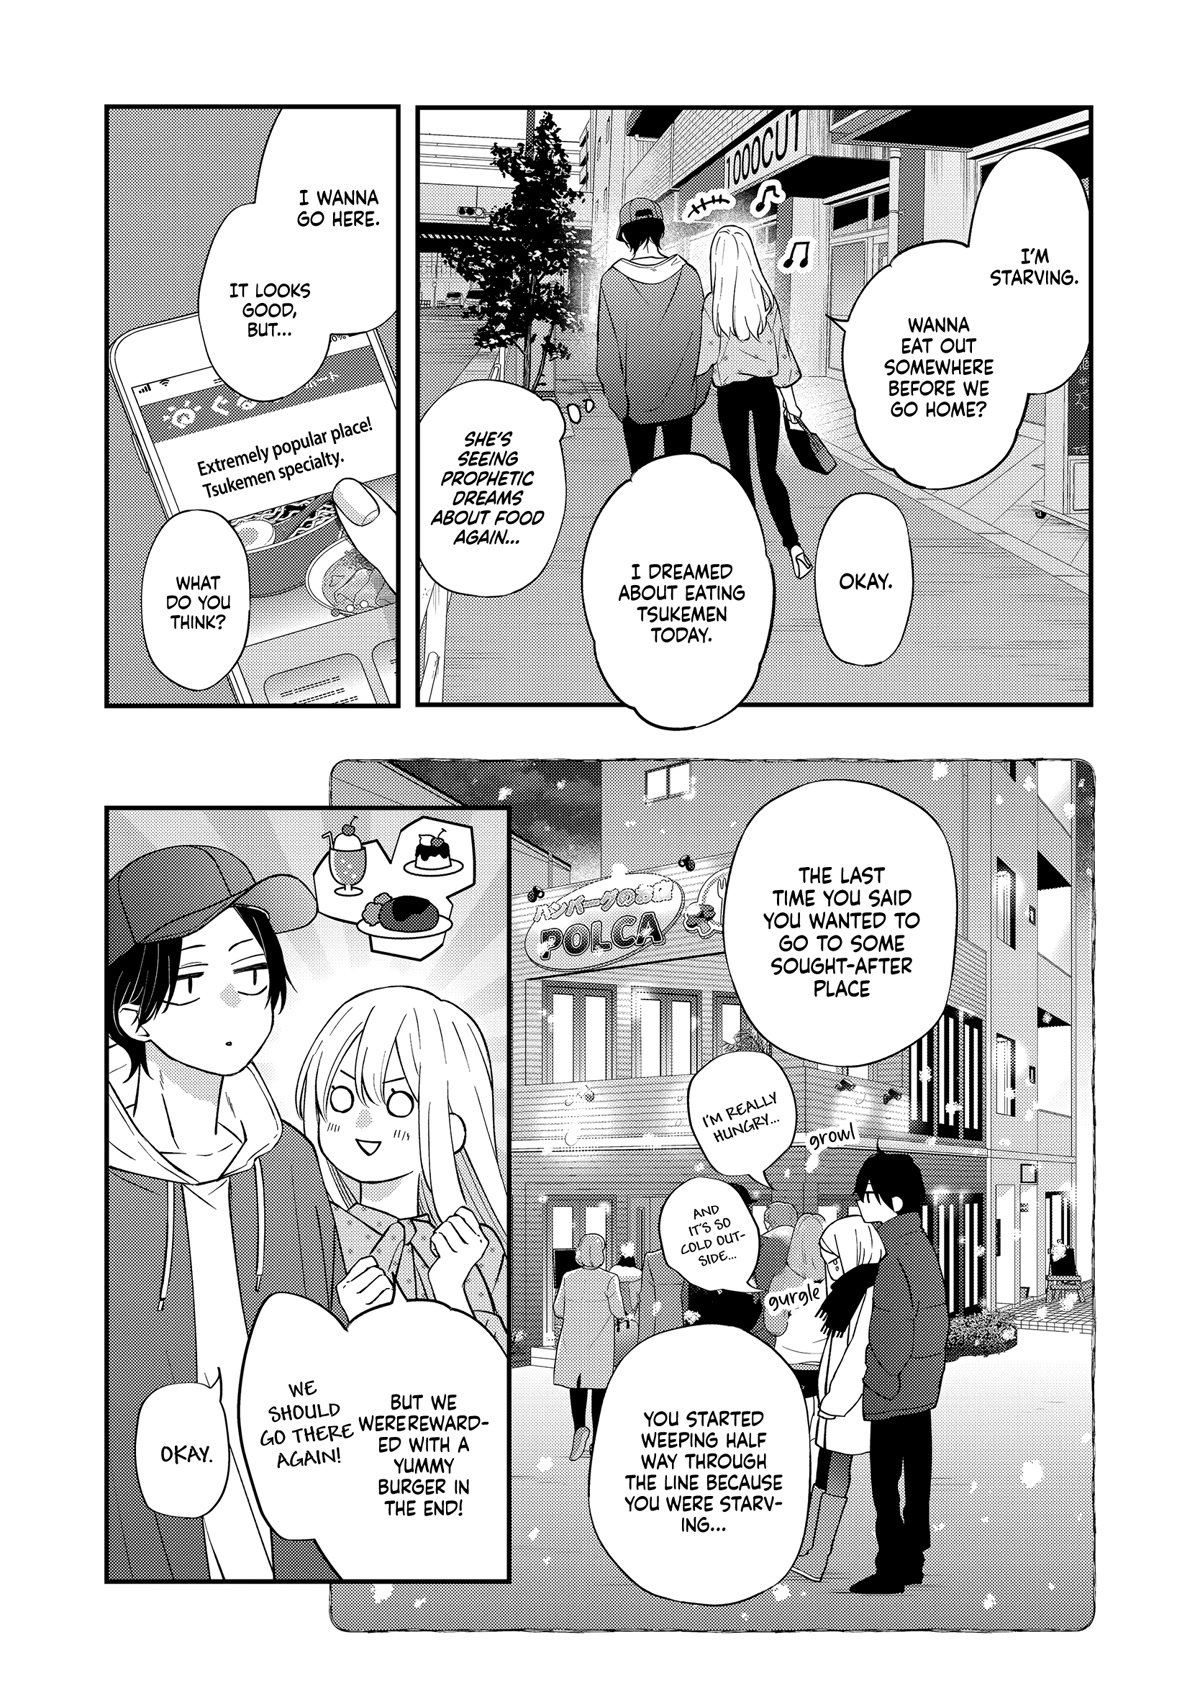 1000CUT
I'M
STARVING.
WANNA
EAT OUT
SOMEWHERE
BEFORE WE
GO HOME?
OKAY.
I DREAMED
ABOUT EATING
TSUKEMEN
TODAY.
SHE'S
SEEING
PROPHETIC
DREAMS
ABOUT FOOD
AGAIN...
I WANNA
GO HERE.
IT LOOKS
GOOD,
BUT...
Extremely popular place!
Tsukemen specialty.
WHAT
DO YOU
THINK?
THE LAST
TIME YOU SAID
YOU WANTED TO
GO TO SOME
SOUGHT-AFTER
PLACE
ハンバーグのお店
POLCA
I'M REALLY
HUNGRY...
growl
AND
IT'S SO
COLD OUT-
SIDE...
gurgle
YOU STARTED
WEEPING HALF
WAY THROUGH
THE LINE BECAUSE
YOU WERE STARV-
ING...
BUT WE
WEREREWARD-
ED WITH A
YUMMY
BURGER IN
THE END!
WE
SHOULD
GO THERE
AGAIN!
OKAY.